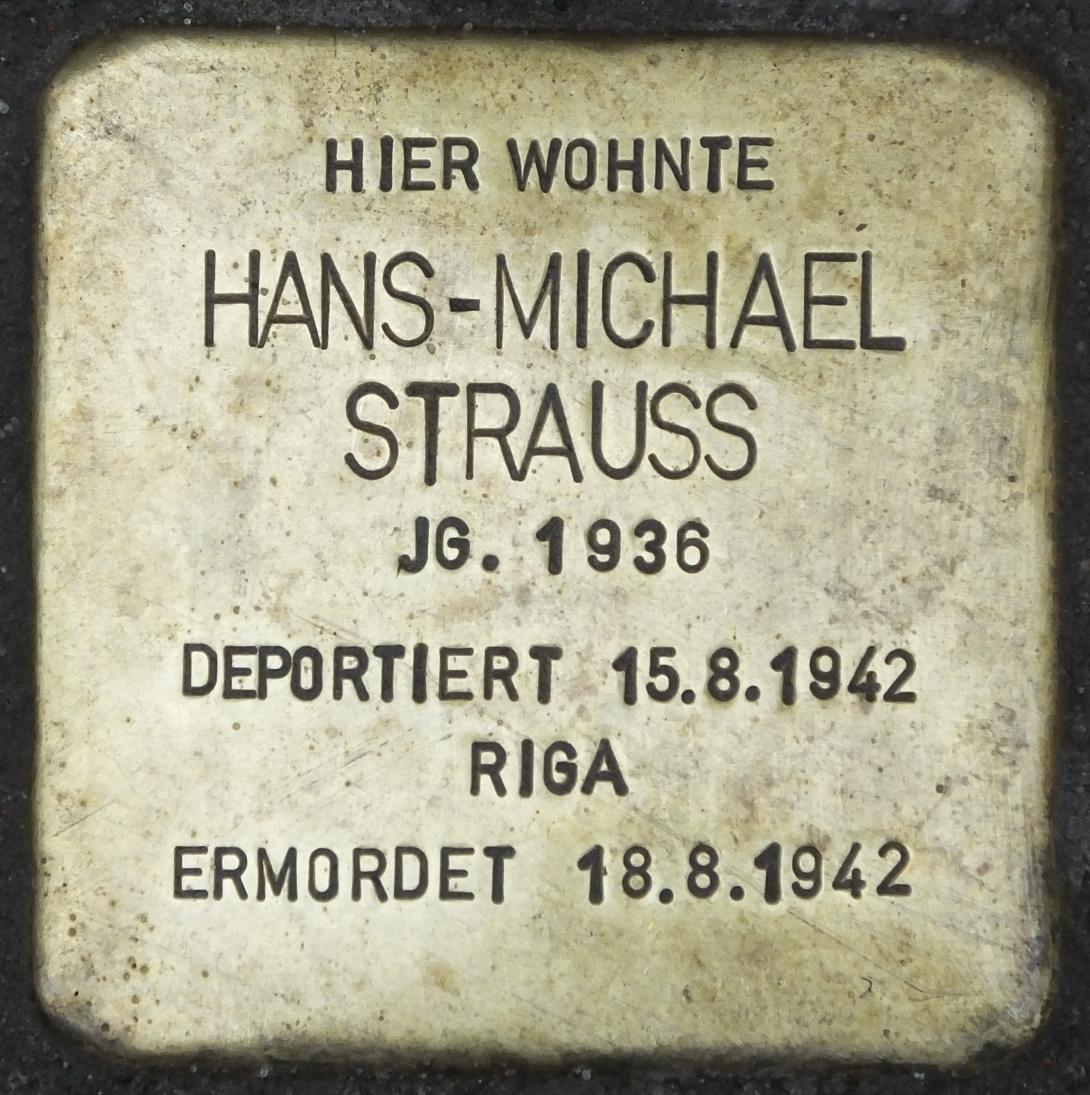 HIER WOHNTE
HANS-MICHAEL
STRAUSS
JG. 1936
DEPORTIERT 15.8.1942
RIGA
ERMORDET 18.8.1942